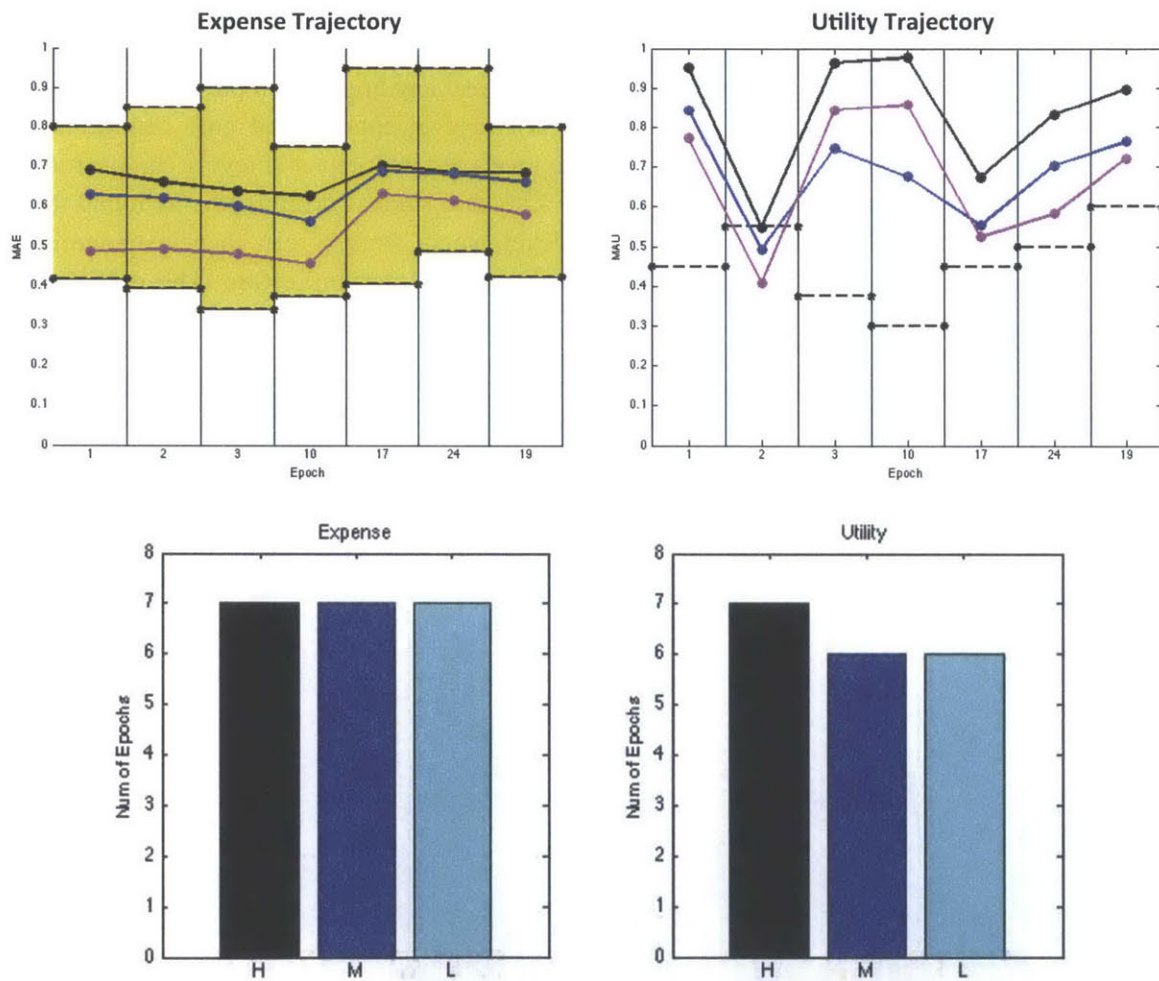 Expense Trajectory
MAE
1
0.9
0.8
0.7
0.6
0.5
0.4
0.3
0.2
0.1
0
1 2 3 10 17 24 19
Epoch
Utility Trajectory
MAU
1
0.9
0.8
0.7
0.6
0.5
0.4
0.3
0.2
0.1
0
1 2 3 10 17 24 19
Epoch
Expense
Num of Epochs
8
7
6
5
4
3
2
1
0
H M L
Utility
Num of Epochs
8
7
6
5
4
3
2
1
0
H M L